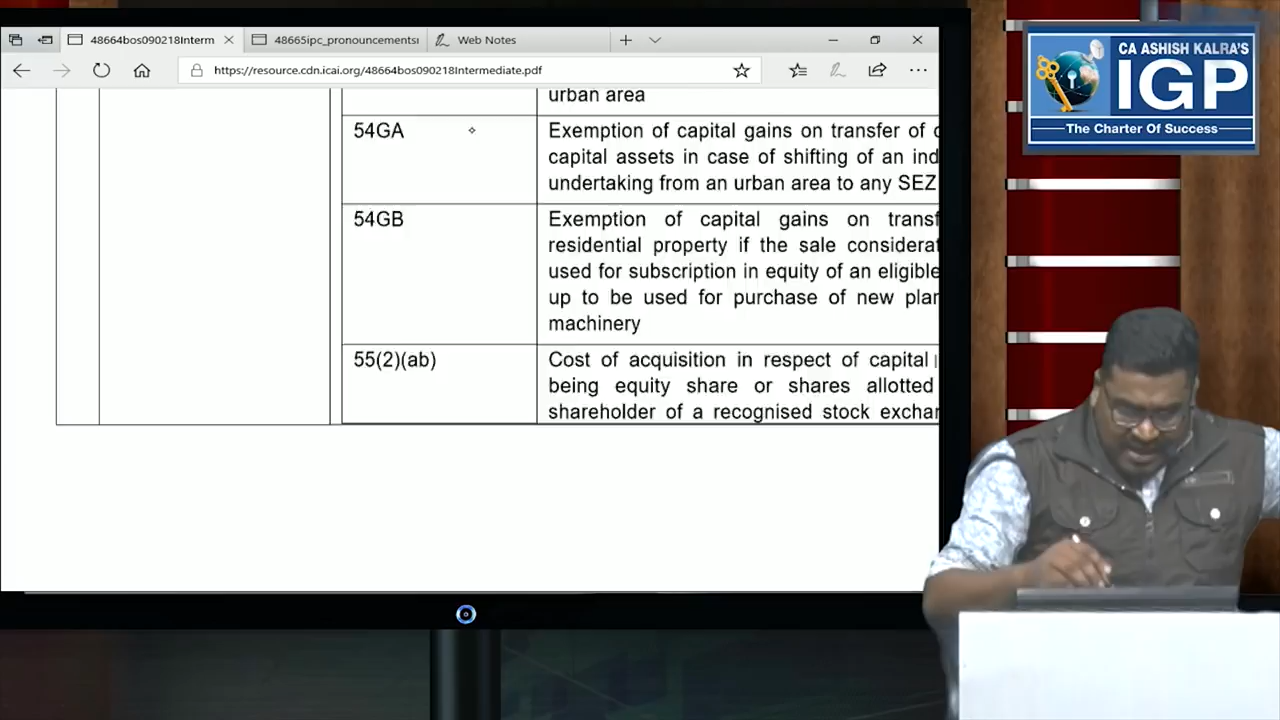 48664bos090218Interm
48665ipc_pronouncements
Web Notes
https://resource.cdn.icai.org/48664bos090218Intermediate.pdf
urban area
54GA
Exemption of capital gains on transfer of
capital assets in case of shifting of an ind
undertaking from an urban area to any SEZ
54GB
Exemption of capital gains on transf
residential property if the sale considerat
used for subscription in equity of an eligible
up to be used for purchase of new plan
machinery
55(2)(ab)
Cost of acquisition in respect of capital
being equity share or shares allotted
shareholder of a recognised stock exchan
CA ASHISH KALRA'S
IGP
The Charter Of Success